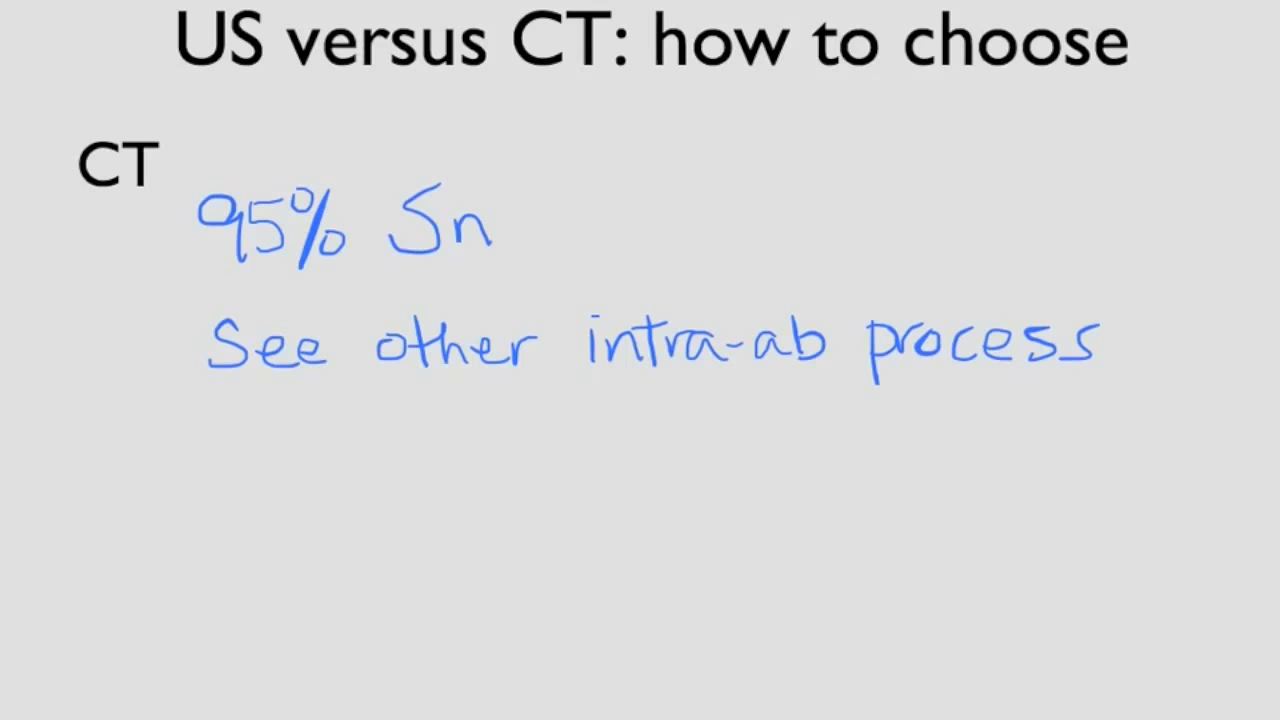 US versus CT: how to choose
CT
95% Sn
See other intra-ab process